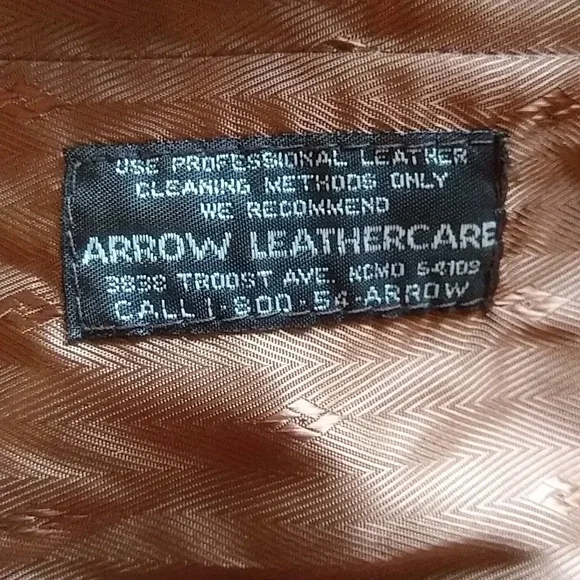 USE PROFESSIONAL LEATHER
CLEANING METHODS ONLY
WE RECOMMEND
ARROW LEATHERCARE
3838 TROOST AVE. KCMO 64109
CALL 1 800-54-ARROW